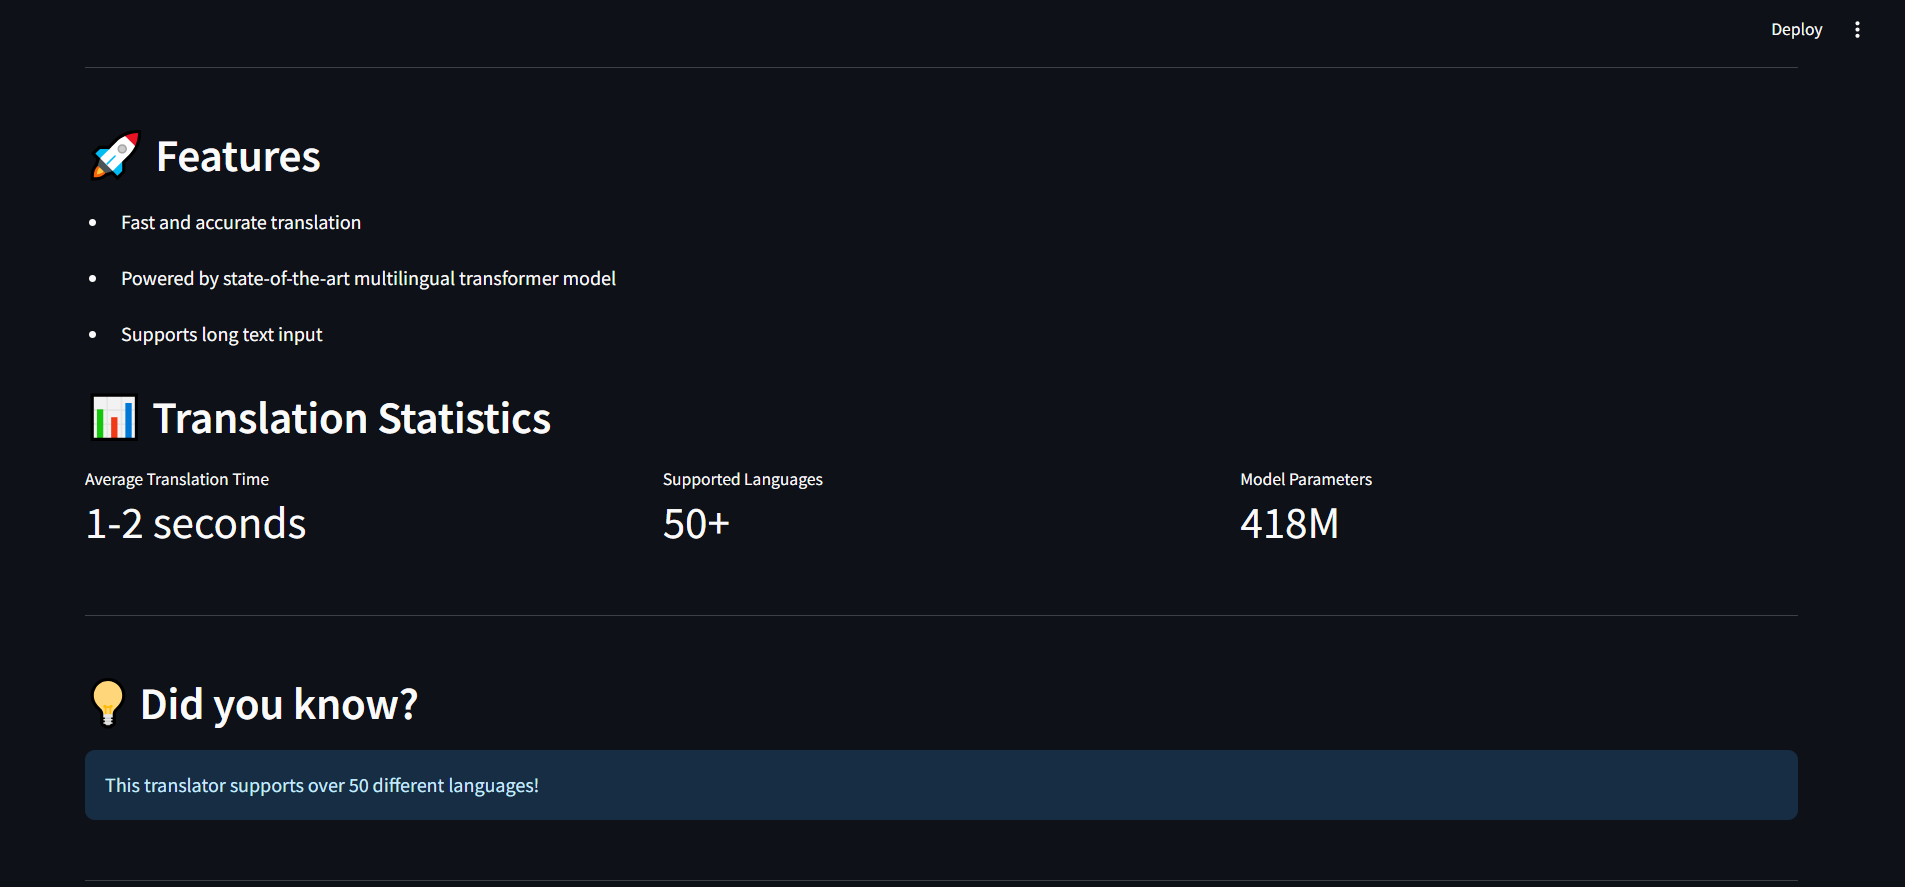 Deploy
🚀 Features
• Fast and accurate translation
• Powered by state-of-the-art multilingual transformer model
• Supports long text input
📊 Translation Statistics
Average Translation Time
1-2 seconds
Supported Languages
50+
Model Parameters
418M
💡 Did you know?
This translator supports over 50 different languages!